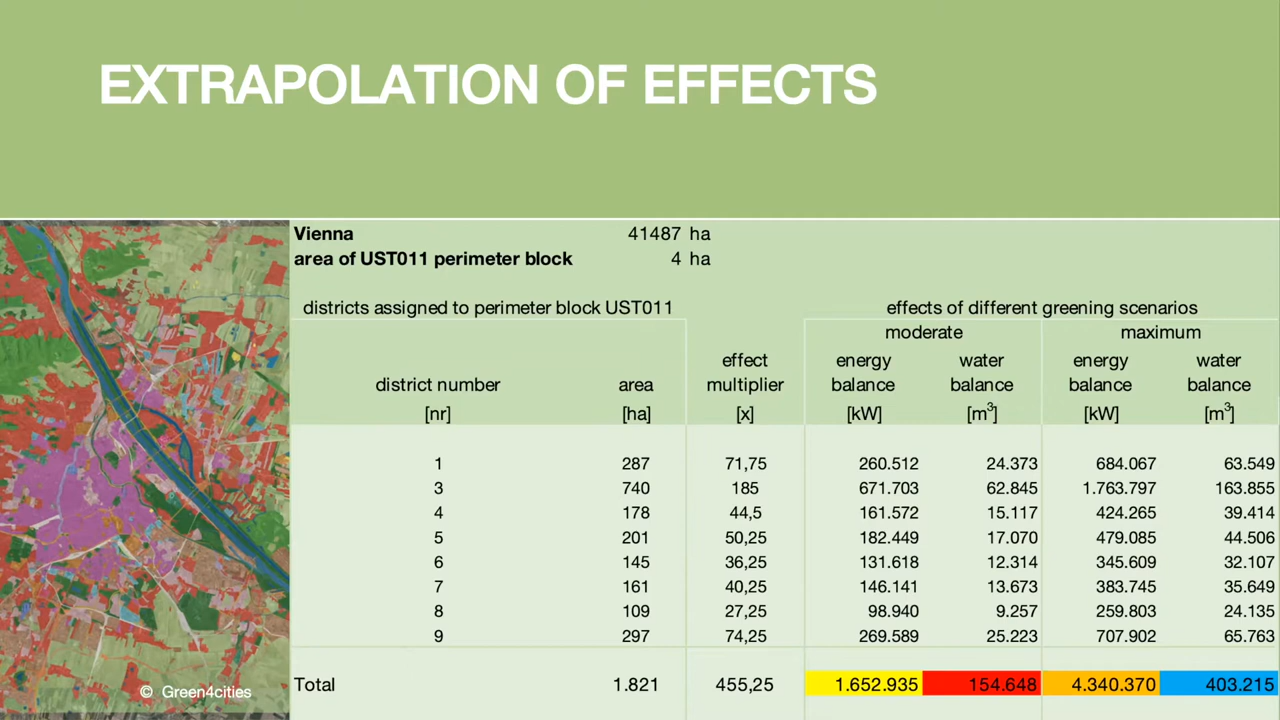 EXTRAPOLATION OF EFFECTS
Vienna 41487 ha
area of UST011 perimeter block 4 ha
districts assigned to perimeter block UST011 effects of different greening scenarios
moderate maximum
effect energy water energy water
district number area multiplier balance balance balance balance
[nr] [ha] [x] [kW] [m³] [kW] [m³]
1 287 71,75 260.512 24.373 684.067 63.549
3 740 185 671.703 62.845 1.763.797 163.855
4 178 44,5 161.572 15.117 424.265 39.414
5 201 50,25 182.449 17.070 479.085 44.506
6 145 36,25 131.618 12.314 345.609 32.107
7 161 40,25 146.141 13.673 383.745 35.649
8 109 27,25 98.940 9.257 259.803 24.135
9 297 74,25 269.589 25.223 707.902 65.763
Total 1.821 455,25 1.652.935 154.648 4.340.370 403.215
© Green4cities